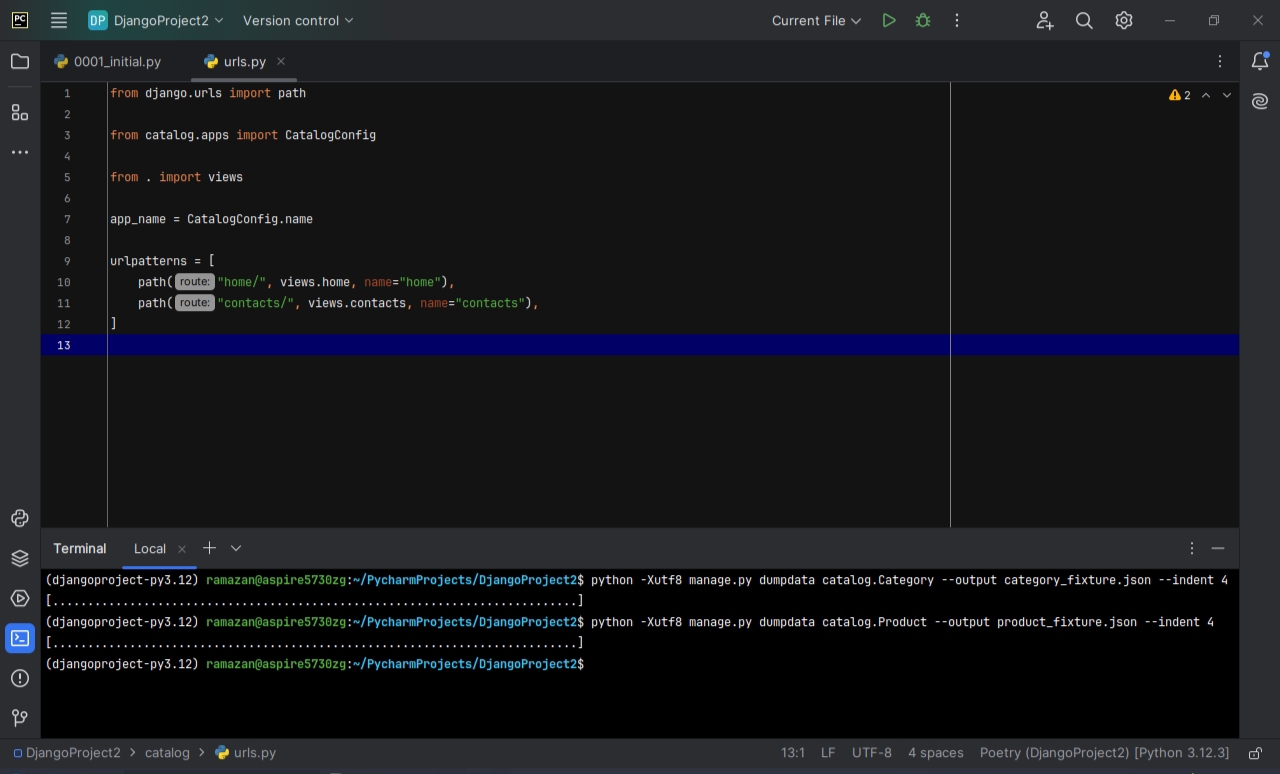 PC DP DjangoProject2 Version control Current File
0001_initial.py urls.py
1 from django.urls import path
2
2
3 from catalog.apps import CatalogConfig
4
5 from . import views
6
7 app_name = CatalogConfig.name
8
9 urlpatterns = [
10 path( route: "home/", views.home, name="home"),
11 path( route: "contacts/", views.contacts, name="contacts"),
12 ]
13
Terminal Local
(djangoproject-py3.12) ramazan@aspire5730zg:~/PycharmProjects/DjangoProject2$ python -Xutf8 manage.py dumpdata catalog.Category --output category_fixture.json --indent 4
[...........................................................................]
(djangoproject-py3.12) ramazan@aspire5730zg:~/PycharmProjects/DjangoProject2$ python -Xutf8 manage.py dumpdata catalog.Product --output product_fixture.json --indent 4
[...........................................................................]
(djangoproject-py3.12) ramazan@aspire5730zg:~/PycharmProjects/DjangoProject2$
DjangoProject2 > catalog > urls.py 13:1 LF UTF-8 4 spaces Poetry (DjangoProject2) [Python 3.12.3]